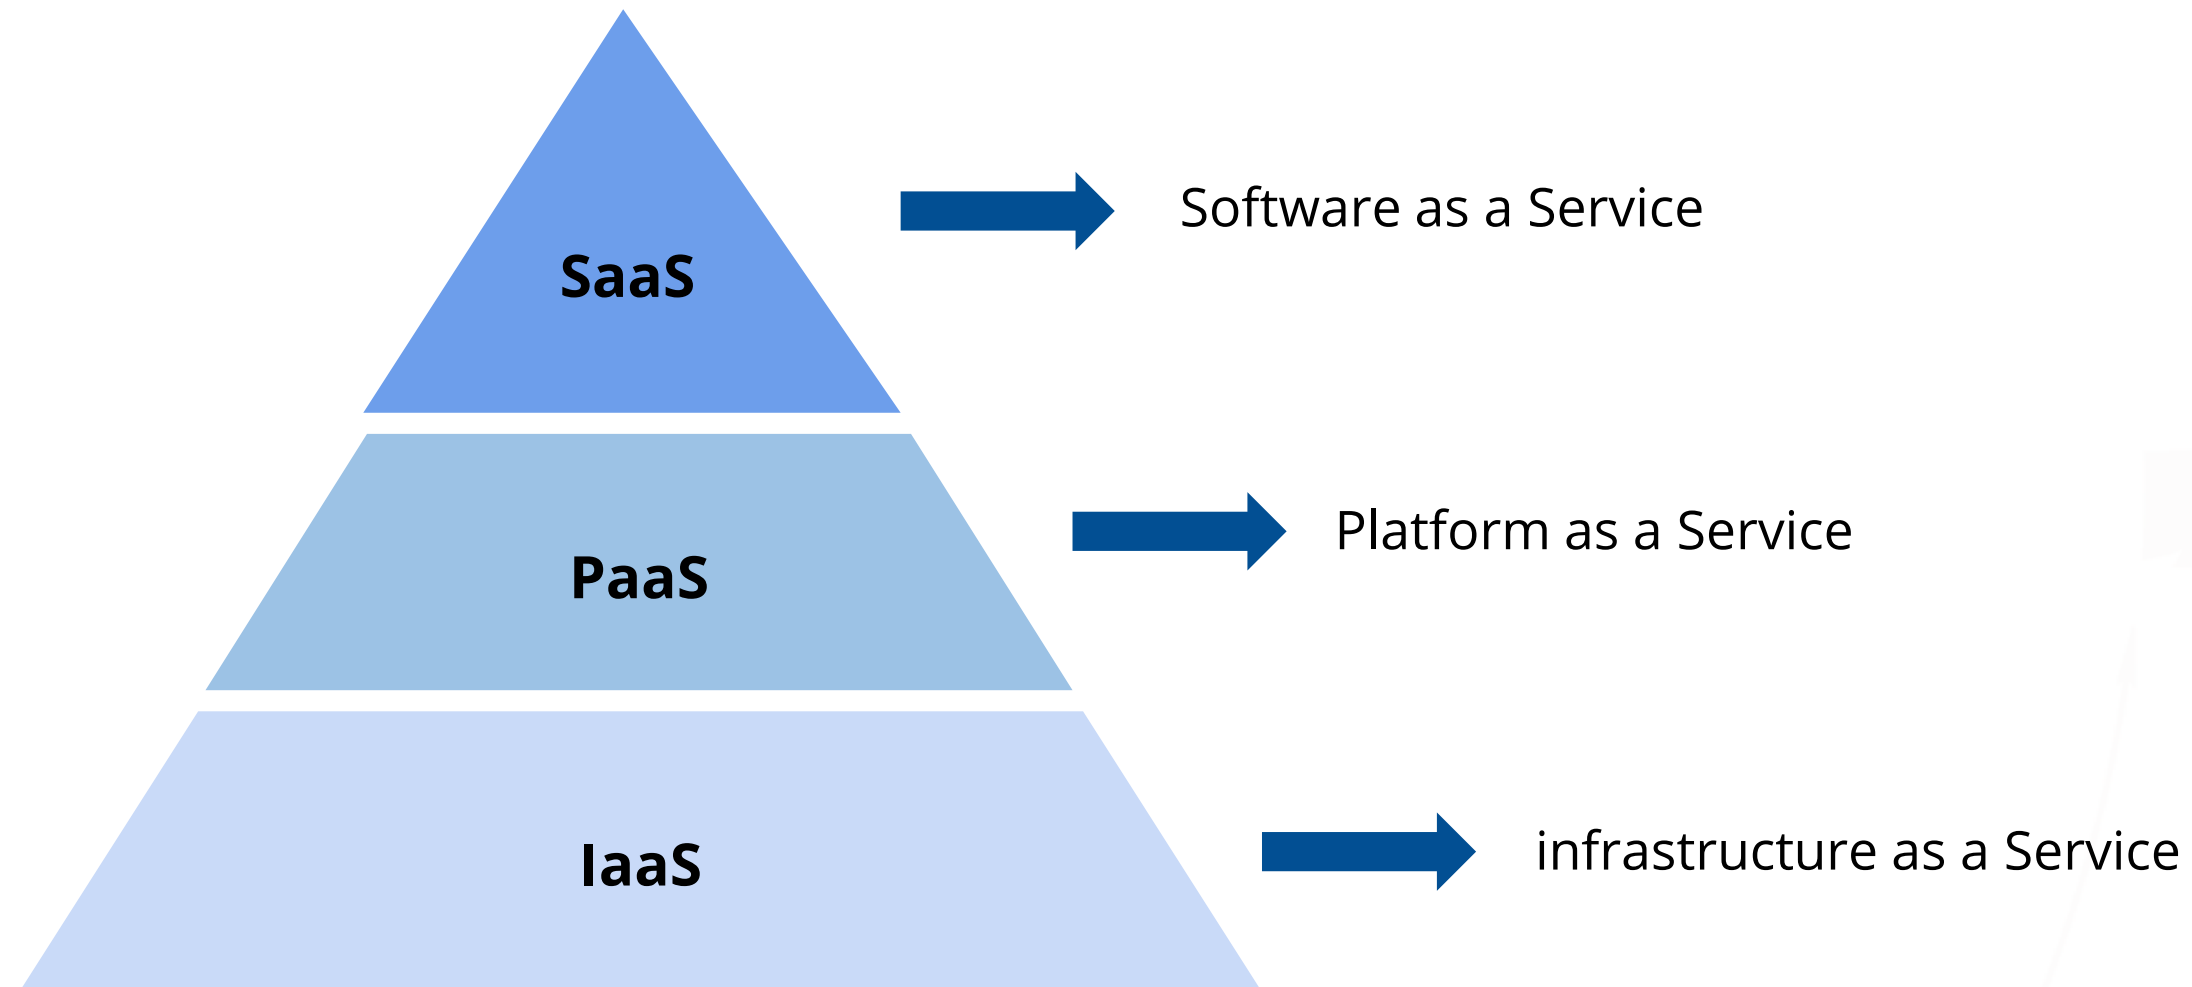 SaaS
Software as a Service
PaaS
Platform as a Service
IaaS
infrastructure as a Service